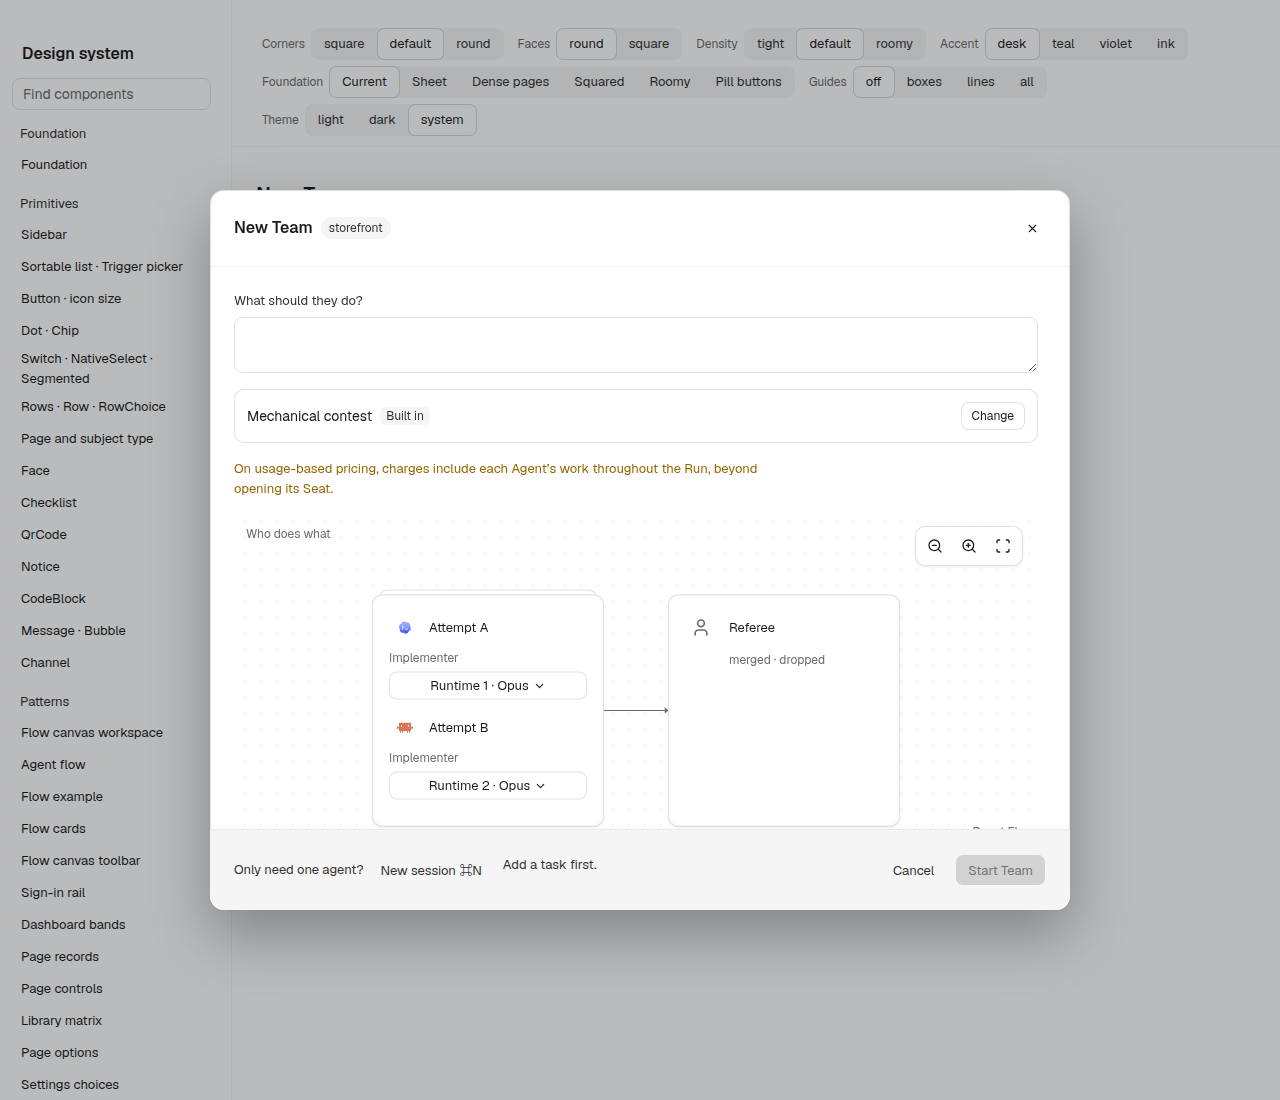 Design system
Find components
Foundation
Foundation
Primitives
Sidebar
Sortable list · Trigger picker
Button · icon size
Dot · Chip
Switch · NativeSelect ·
Segmented
Rows · Row · RowChoice
Page and subject type
Face
Checklist
QrCode
Notice
CodeBlock
Message · Bubble
Channel
Patterns
Flow canvas workspace
Agent flow
Flow example
Flow cards
Flow canvas toolbar
Sign-in rail
Dashboard bands
Page records
Page controls
Library matrix
Page options
Settings choices
Corners square default round Faces round square Density tight default roomy Accent desk teal violet ink
Foundation Current Sheet Dense pages Squared Roomy Pill buttons Guides off boxes lines all
Theme light dark system
New Team storefront
What should they do?
Mechanical contest Built in Change
On usage-based pricing, charges include each Agent's work throughout the Run, beyond
opening its Seat.
Who does what
Attempt A
Implementer
Runtime 1 · Opus
Attempt B
Implementer
Runtime 2 · Opus
Referee
merged · dropped
Only need one agent? New session ⌘N Add a task first. Cancel Start Team